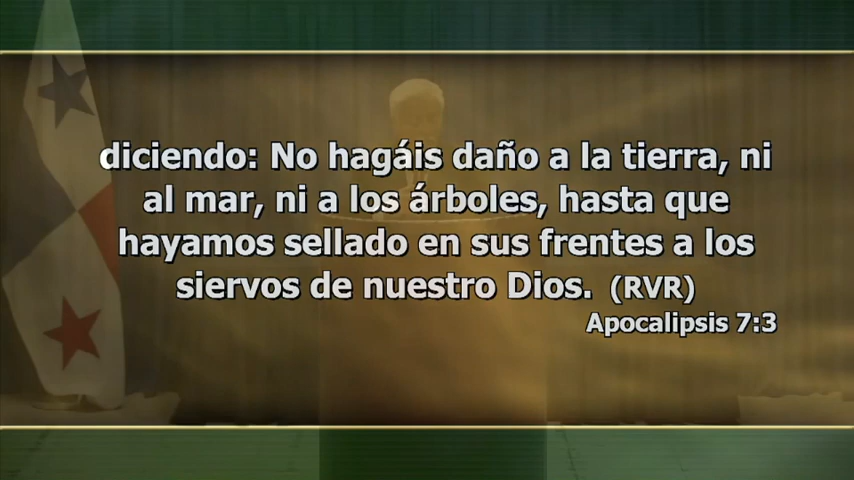 diciendo: No hagáis daño a la tierra, ni
al mar, ni a los árboles, hasta que
hayamos sellado en sus frentes a los
siervos de nuestro Dios. (RVR)
Apocalipsis 7:3